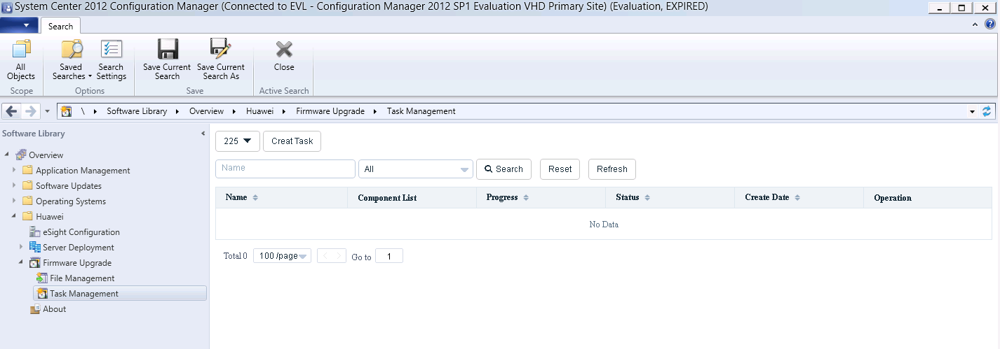 System Center 2012 Configuration Manager (Connected to EVL - Configuration Manager 2012 SP1 Evaluation VHD Primary Site) (Evaluation, EXPIRED)
Search
All Objects
Saved Searches
Search Settings
Save Current Search
Save Current Search As
Close
Scope
Options
Save
Active Search
\ Software Library Overview Huawei Firmware Upgrade Task Management
Software Library
Overview
Application Management
Software Updates
Operating Systems
Huawei
eSight Configuration
Server Deployment
Firmware Upgrade
File Management
Task Management
About
225 Creat Task
Name All Search Reset Refresh
Name Component List Progress Status Create Date Operation
No Data
Total 0 100 /page Go to 1